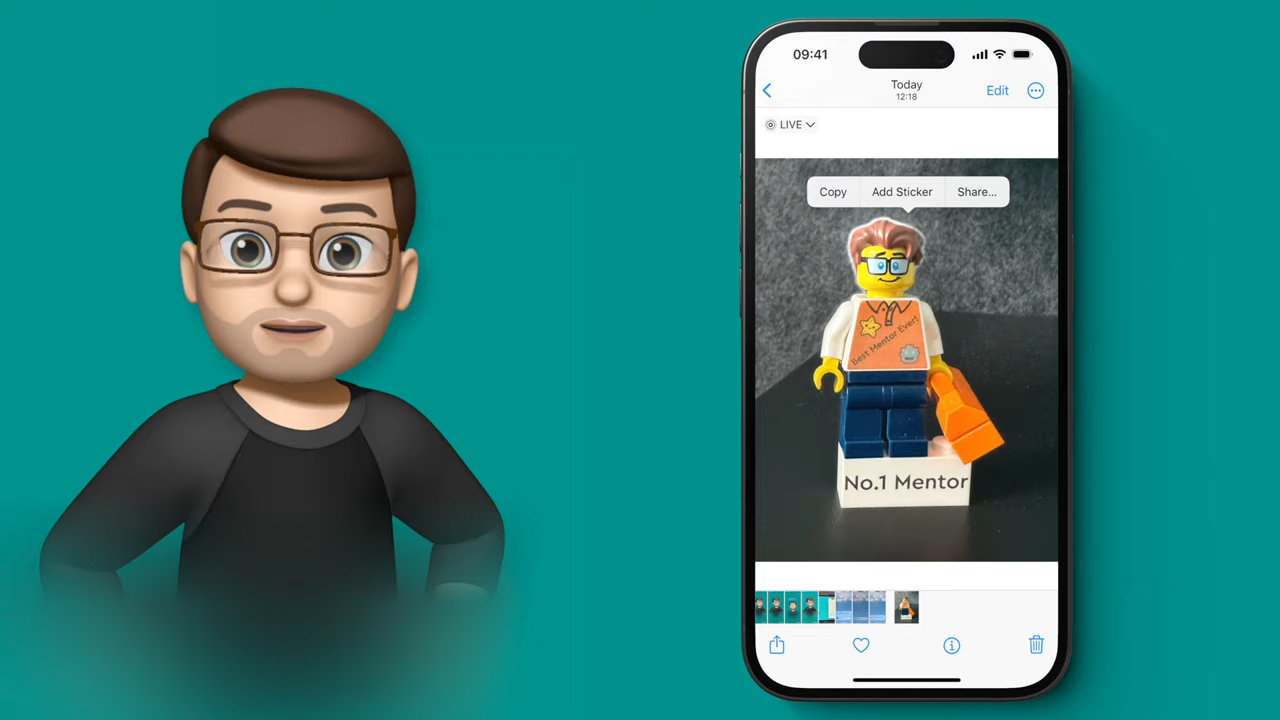 09:41
Today
12:18
Edit
LIVE
Copy
Add Sticker
Share...
Best Mentor Ever!
No.1 Mentor